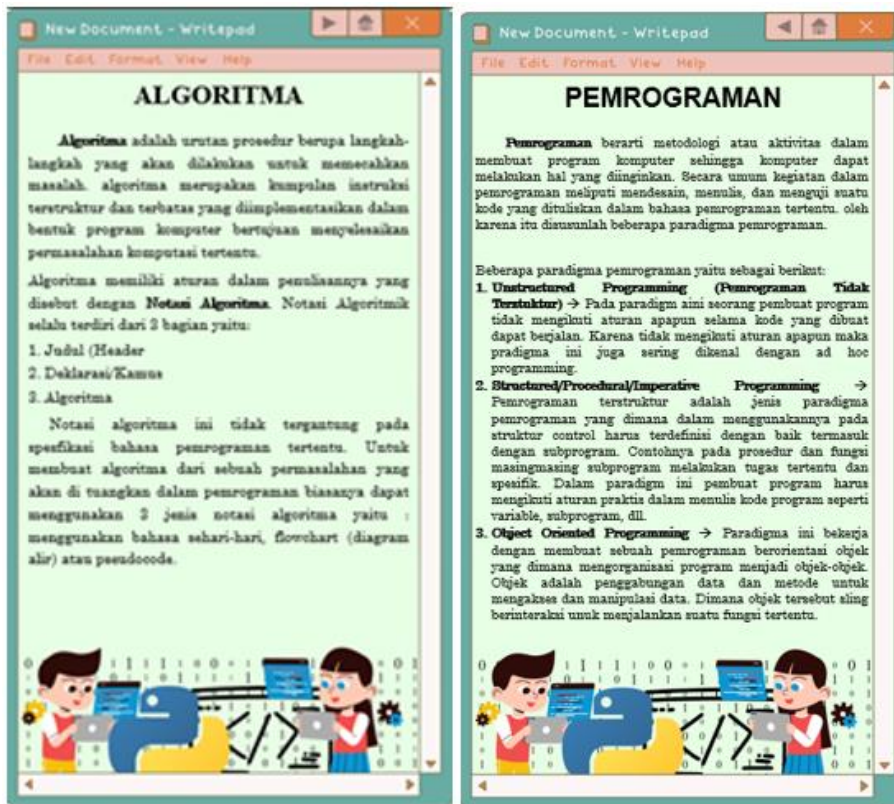 New Document - Writepad
File Edit Format View Help
ALGORITMA
Algoritma adalah urutan prosedur berupa langkah-
langkah yang akan dilakukan untuk memecahkan
masalah. algoritma merupakan kumpulan instruksi
terstruktur dan terbatas yang diimplementasikan dalam
bentuk program komputer bertujuan menyelesaikan
permasalahan komputasi tertentu.
Algoritma memiliki aturan dalam penulisannya yang
disebut dengan Notasi Algoritma. Notasi Algoritmik
selalu terdiri dari 3 bagian yaitu:
1. Judul (Header
2. Deklarasi/Kamus
3. Algoritma
Notasi algoritma ini tidak tergantung pada
spesfikasi bahasa pemrograman tertentu. Untuk
membuat algoritma dari sebuah permasalahan yang
akan di tuangkan dalam pemrograman biasanya dapat
menggunakan 3 jenis notasi algoritma yaitu :
menggunakan bahasa sehari-hari, flowchart (diagram
alir) atau pseudocode.
New Document - Writepad
File Edit Format View Help
PEMROGRAMAN
Pemrograman berarti metodologi atau aktivitas dalam
membuat program komputer sehingga komputer dapat
melakukan hal yang diinginkan. Secara umum kegiatan dalam
pemrograman meliputi mendesain, menulis, dan menguji suatu
kode yang dituliskan dalam bahasa pemrograman tertentu. oleh
karena itu disusunlah beberapa paradigma pemrograman.
Beberapa paradigma pemrograman yaitu sebagai berikut:
1. Unstructured Programming (Pemrograman Tidak
Terstuktur) → Pada paradigm aini seorang pembuat program
tidak mengikuti aturan apapun selama kode yang dibuat
dapat berjalan. Karena tidak mengikuti aturan apapun maka
pradigma ini juga sering dikenal dengan ad hoc
programming.
2. Structured/Procedural/Imperative Programming →
Pemrograman terstruktur adalah jenis paradigma
pemrograman yang dimana dalam menggunakannya pada
struktur control harus terdefinisi dengan baik termasuk
dengan subprogram. Contohnya pada prosedur dan fungsi
masingmasing subprogram melakukan tugas tertentu dan
spesifik. Dalam paradigm ini pembuat program harus
mengikuti aturan praktis dalam menulis kode program seperti
variable, subprogram, dll.
3. Object Oriented Programming → Paradigma ini bekerja
dengan membuat sebuah pemrograman berorientasi objek
yang dimana mengorganisasi program menjadi objek-objek.
Objek adalah penggabungan data dan metode untuk
mengakses dan manipulasi data. Dimana objek tersebut sling
berinteraksi unuk menjalankan suatu fungsi tertentu.